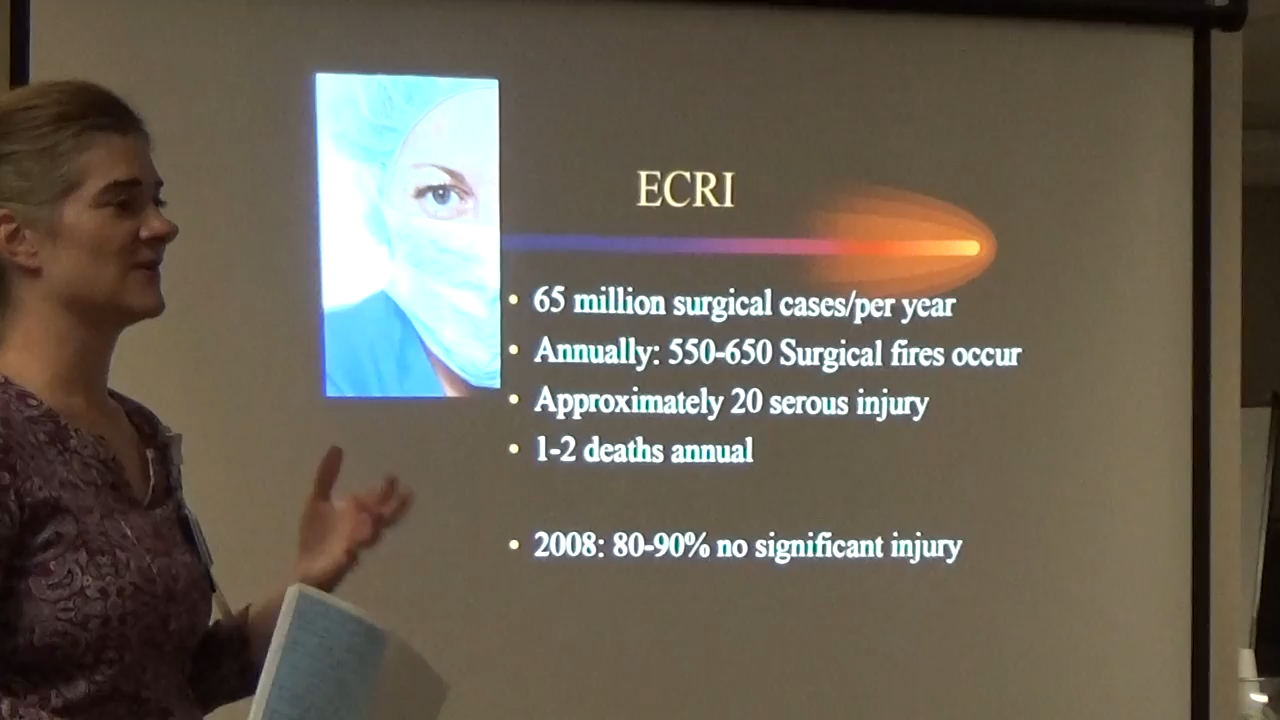 ECRI
• 65 million surgical cases/per year
• Annually: 550-650 Surgical fires occur
• Approximately 20 serous injury
• 1-2 deaths annual
• 2008: 80-90% no significant injury